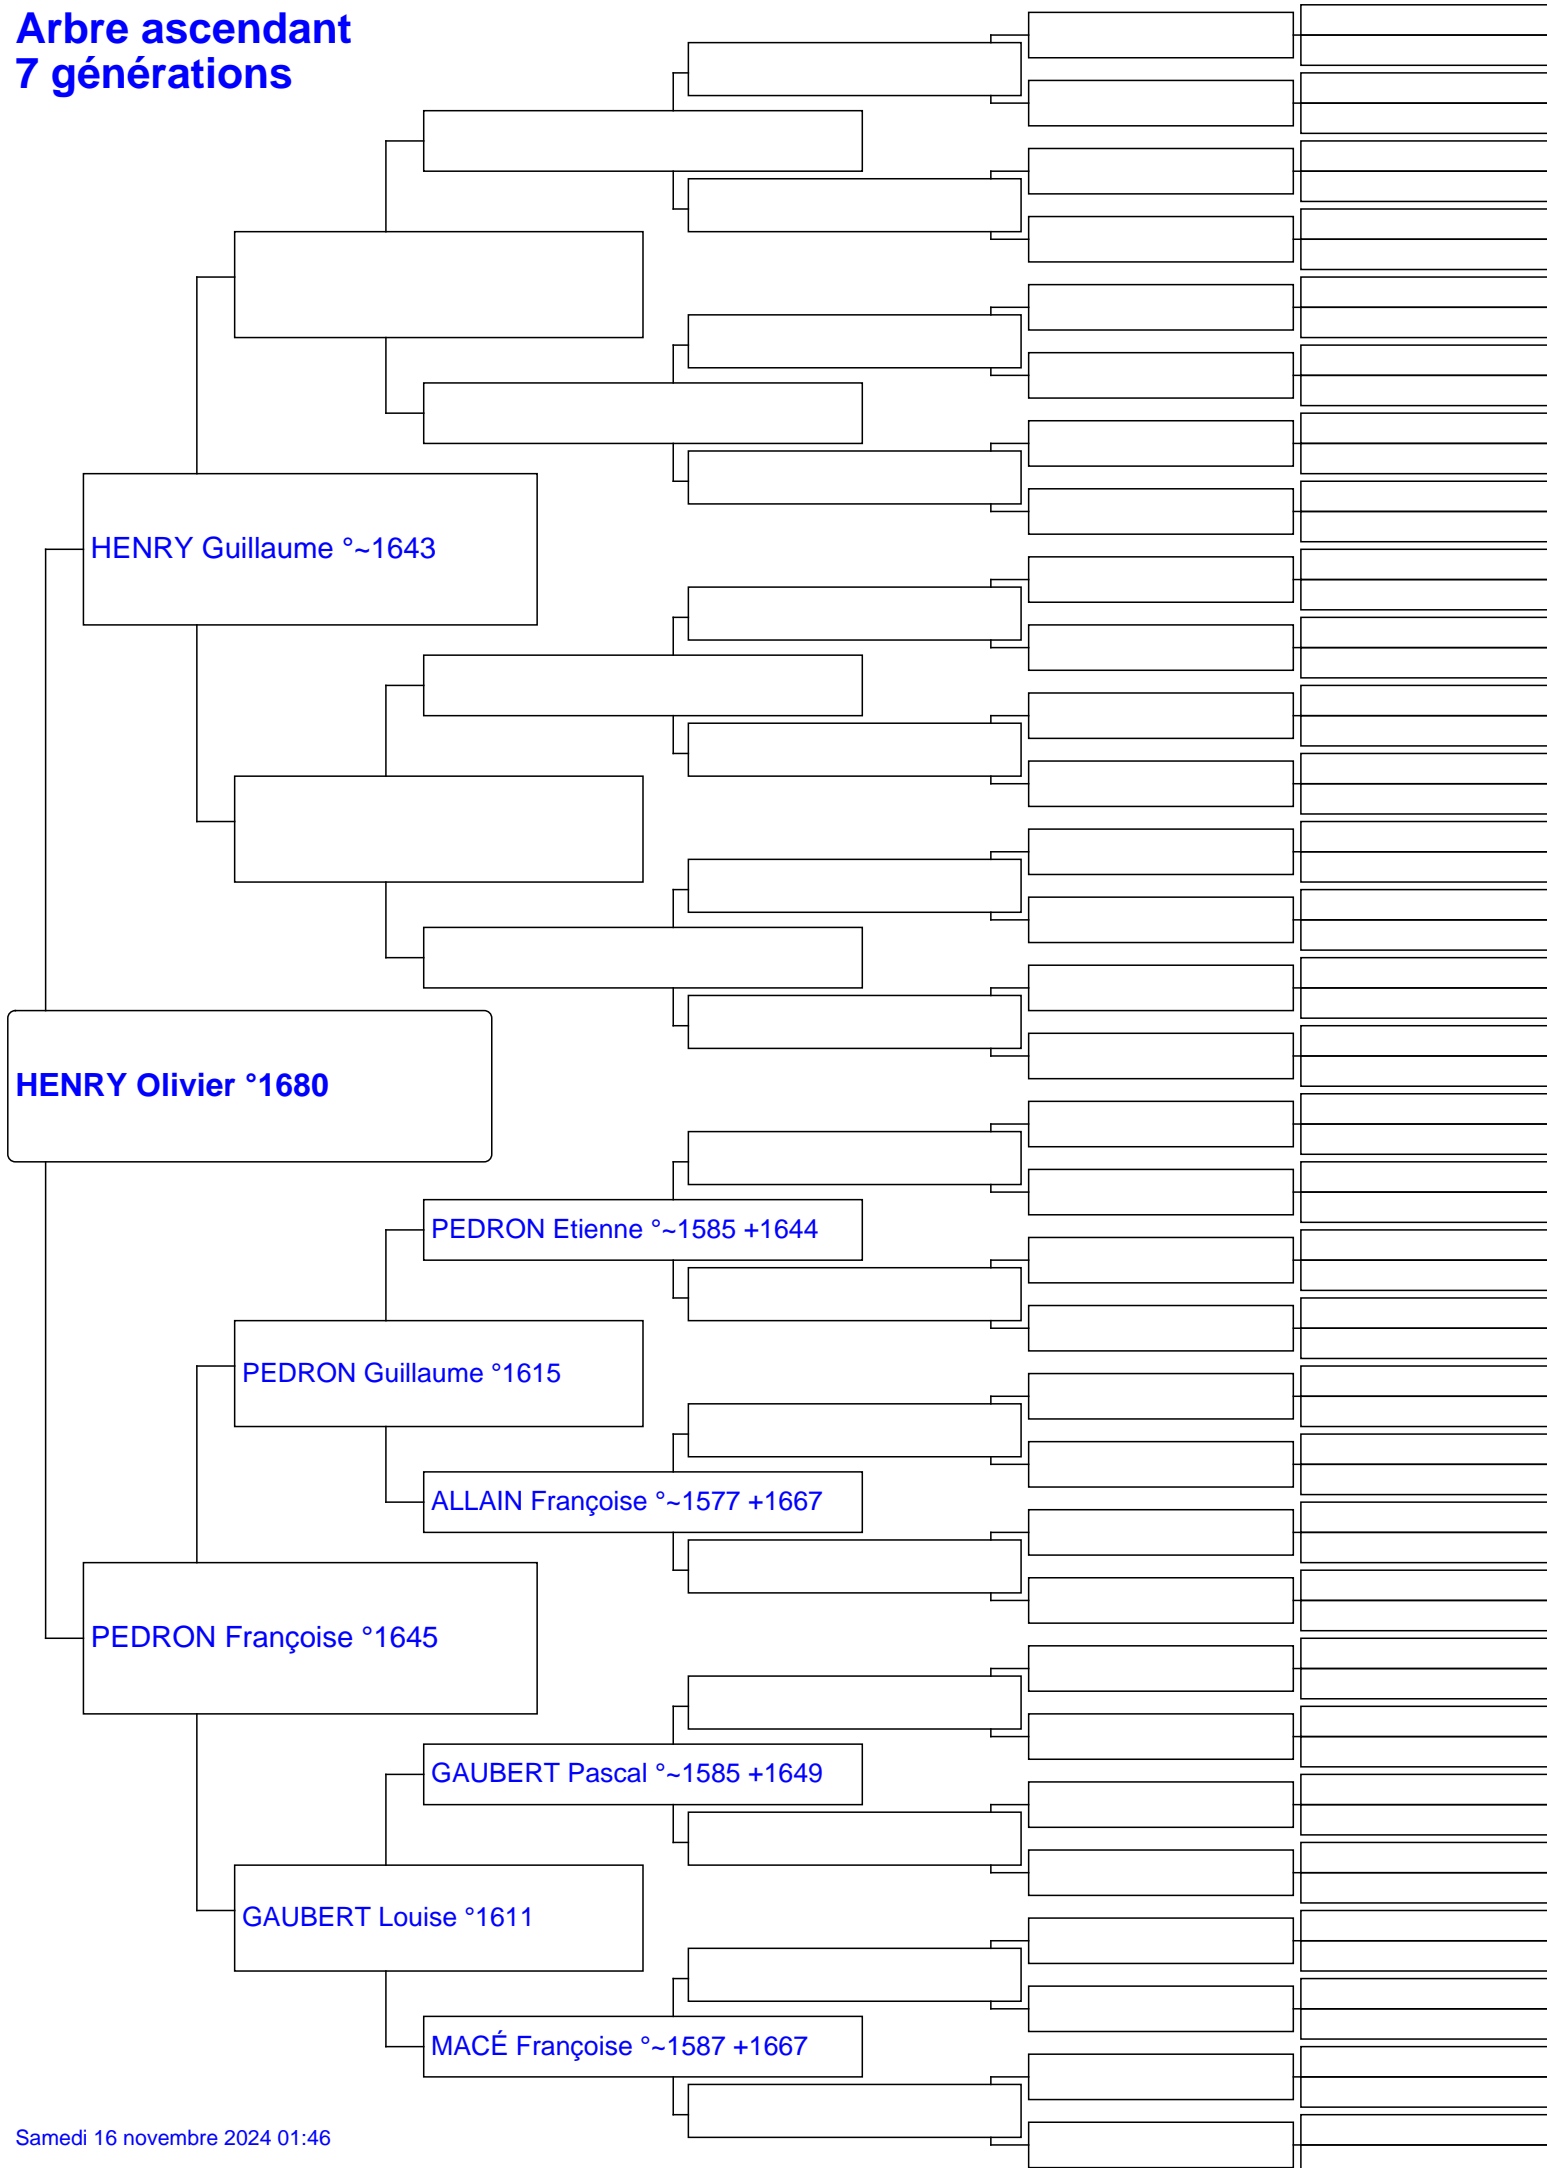 Arbre ascendant
7 générations
HENRY Guillaume °~1643
HENRY Olivier °1680
PEDRON Etienne °~1585 +1644
PEDRON Guillaume °1615
ALLAIN Françoise °~1577 +1667
PEDRON Françoise °1645
GAUBERT Pascal °~1585 +1649
GAUBERT Louise °1611
MACÉ Françoise °~1587 +1667
Samedi 16 novembre 2024 01:46